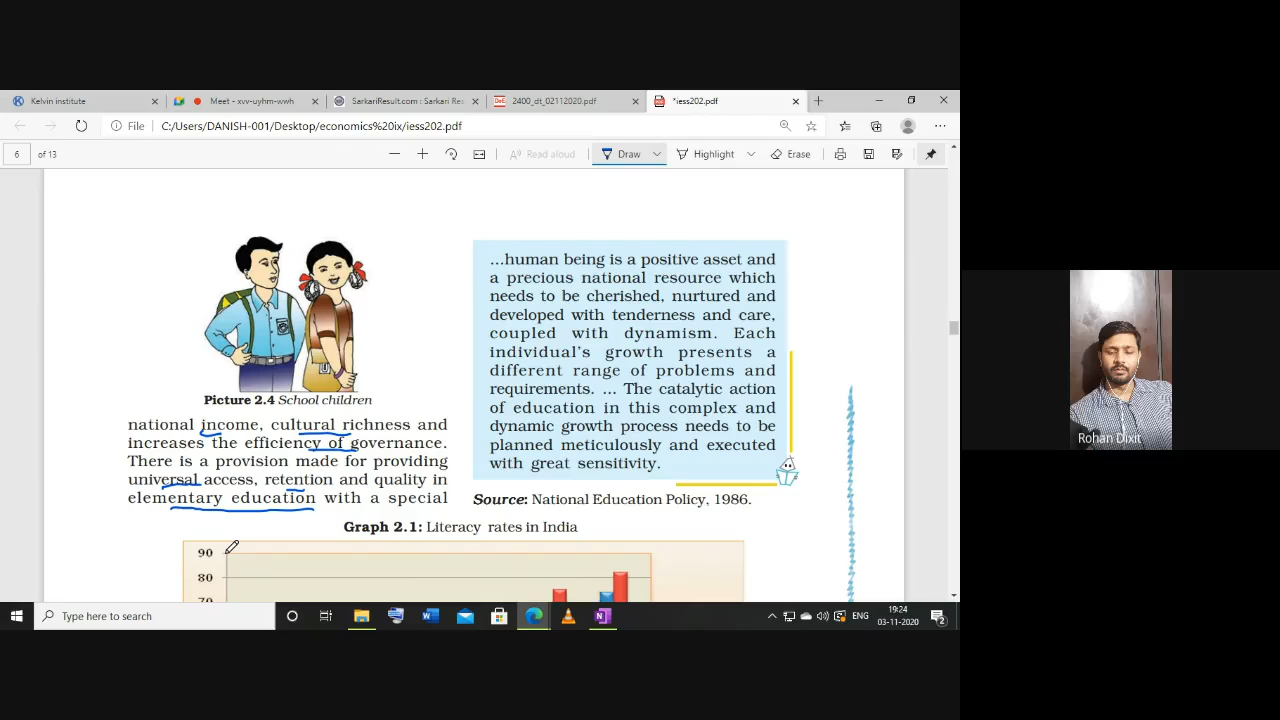 Kelvin institute
Meet - xvv-uyhm-wwh
SarkariResult.com : Sarkari Res
2400_dt_02112020.pdf
*iess202.pdf
File
C:/Users/DANISH-001/Desktop/economics%20ix/iess202.pdf
6 of 13
Read aloud
Draw
Highlight
Erase
Picture 2.4 School children
national income, cultural richness and
increases the efficiency of governance.
There is a provision made for providing
universal access, retention and quality in
elementary education with a special
...human being is a positive asset and
a precious national resource which
needs to be cherished, nurtured and
developed with tenderness and care,
coupled with dynamism. Each
individual's growth presents a
different range of problems and
requirements. ... The catalytic action
of education in this complex and
dynamic growth process needs to be
planned meticulously and executed
with great sensitivity.
Source: National Education Policy, 1986.
Graph 2.1: Literacy rates in India
90
80
70
Rohan Dixit
Type here to search
ENG
19:24
03-11-2020
2